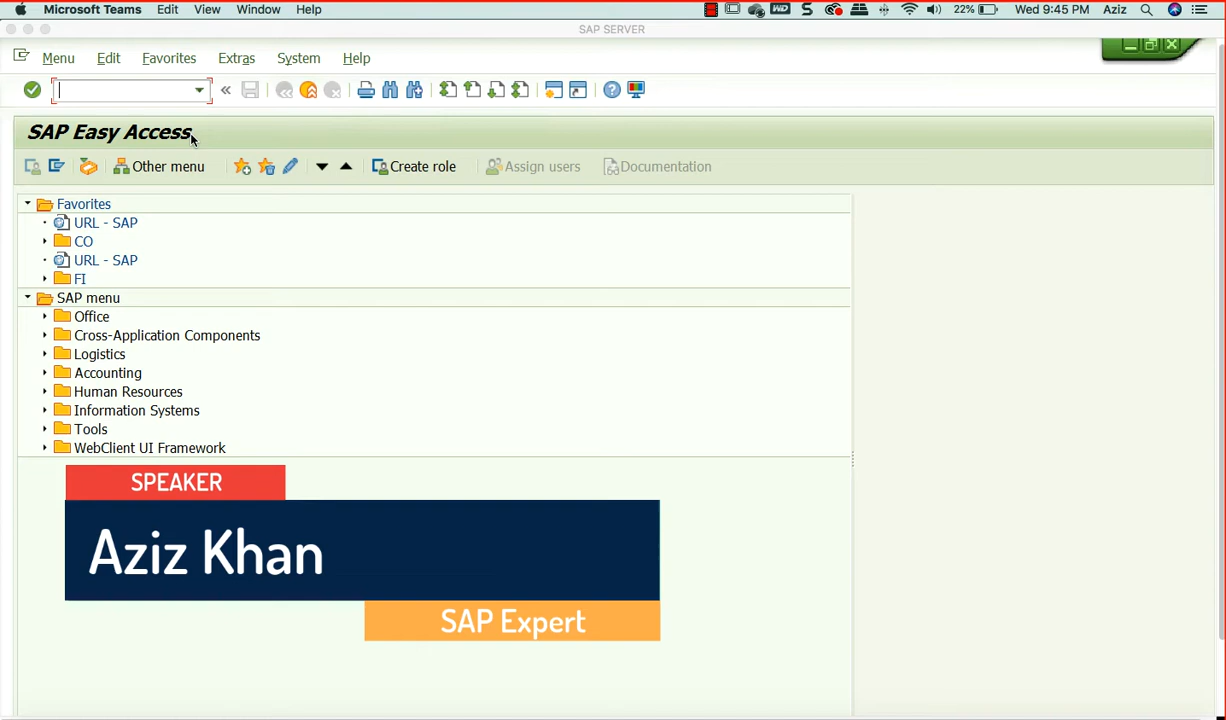 Microsoft Teams Edit View Window Help WD S 22% Wed 9:45 PM Aziz
SAP SERVER
Menu Edit Favorites Extras System Help
SAP Easy Access
Other menu Create role Assign users Documentation
Favorites
URL - SAP
CO
URL - SAP
FI
SAP menu
Office
Cross-Application Components
Logistics
Accounting
Human Resources
Information Systems
Tools
WebClient UI Framework
SPEAKER
Aziz Khan
SAP Expert